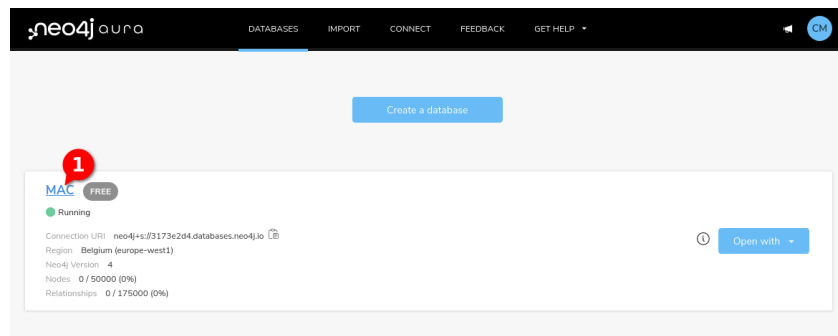 neo4j aura DATABASES IMPORT CONNECT FEEDBACK GET HELP CM
Create a database
1
MAC FREE
Running
Connection URI neo4j+s://3173e2d4.databases.neo4j.io
Region Belgium (europe-west1)
Open with
Neo4j Version 4
Nodes 0 / 50000 (0%)
Relationships 0 / 175000 (0%)